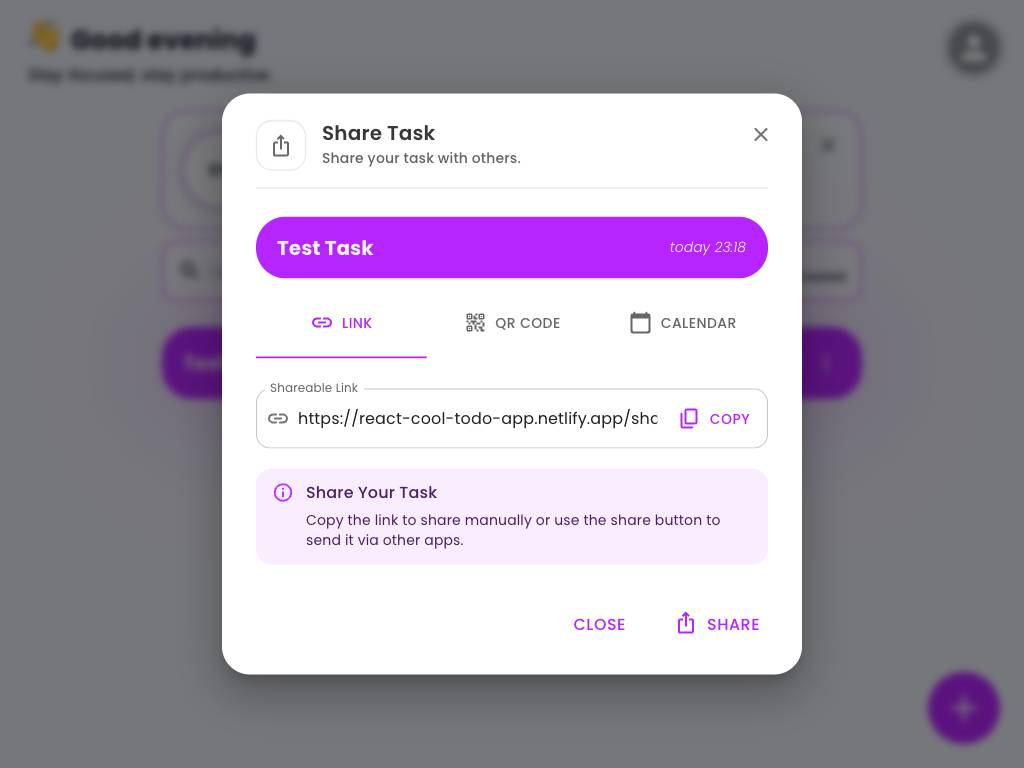 Good evening
Stay focused, stay productive
Share Task
Share your task with others.
Test Task
today 23:18
LINK
QR CODE
CALENDAR
Shareable Link
https://react-cool-todo-app.netlify.app/sha
COPY
Share Your Task
Copy the link to share manually or use the share button to
send it via other apps.
CLOSE
SHARE